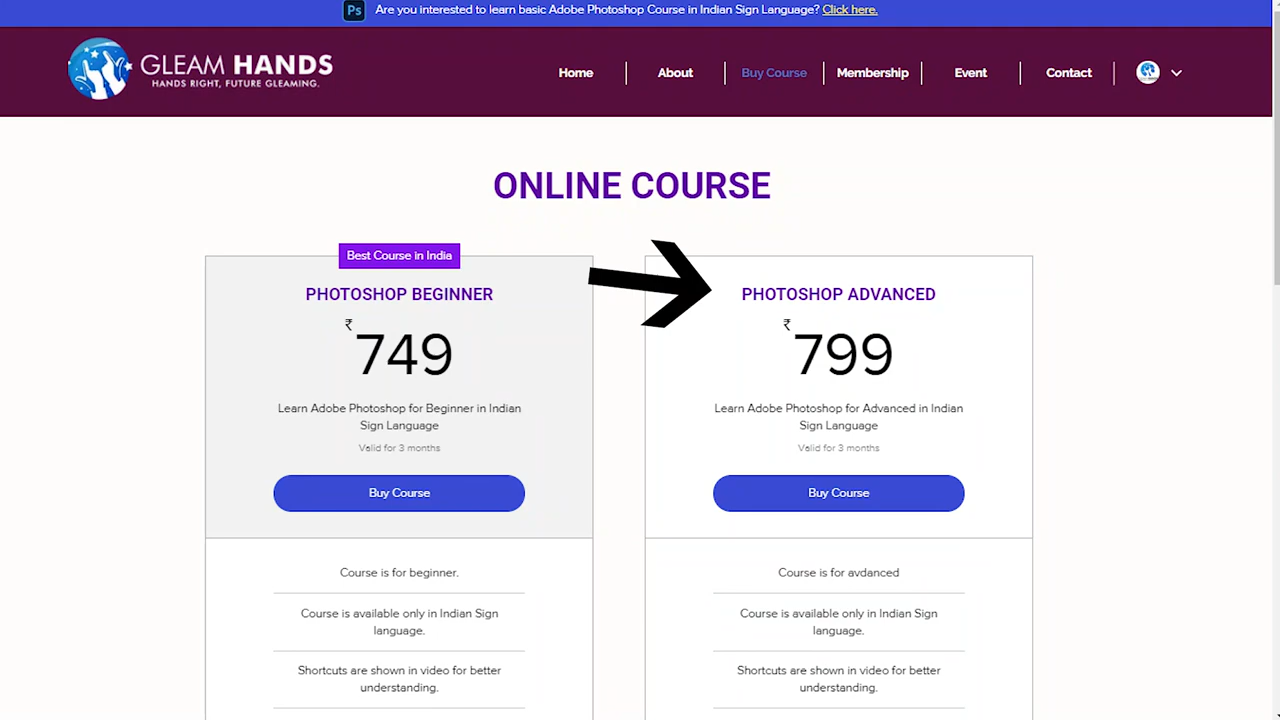 Ps Are you interested to learn basic Adobe Photoshop Course in Indian Sign Language? Click here.
GLEAM HANDS
HANDS RIGHT, FUTURE GLEAMING.
Home
About
Buy Course
Membership
Event
Contact
ONLINE COURSE
Best Course in India
PHOTOSHOP BEGINNER
₹
749
Learn Adobe Photoshop for Beginner in Indian
Sign Language
Valid for 3 months
Buy Course
Course is for beginner.
Course is available only in Indian Sign
language.
Shortcuts are shown in video for better
understanding.
PHOTOSHOP ADVANCED
₹
799
Learn Adobe Photoshop for Advanced in Indian
Sign Language
Valid for 3 months
Buy Course
Course is for avdanced
Course is available only in Indian Sign
language.
Shortcuts are shown in video for better
understanding.